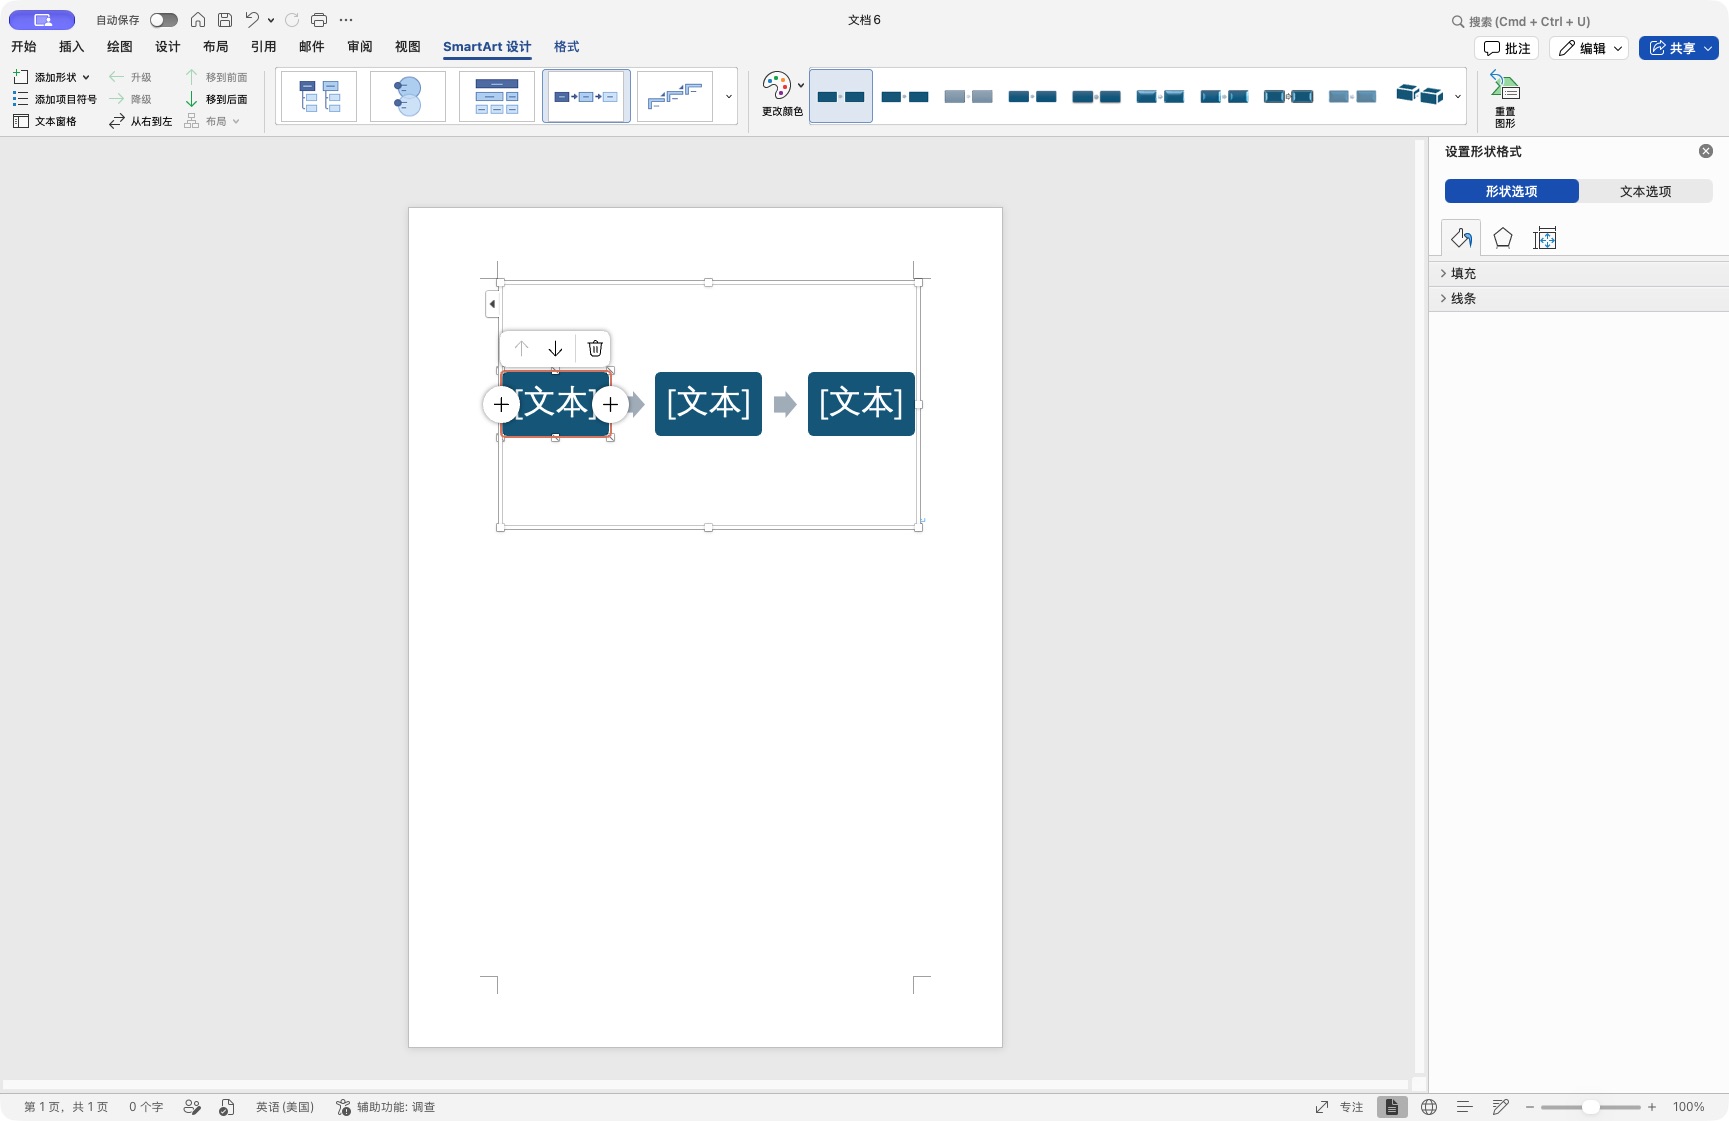 自动保存
文档 6
搜索 (Cmd + Ctrl + U)
开始 插入 绘图 设计 布局 引用 邮件 审阅 视图 SmartArt 设计 格式
批注 编辑 共享
添加形状 升级 移到前面
添加项目符号 降级 移到后面
文本窗格 从右到左 布局
更改颜色
重置
图形
设置形状格式
形状选项 文本选项
填充
线条
[文本] [文本] [文本]
第 1 页，共 1 页 0 个字 英语 (美国) 辅助功能: 调查 专注 100%